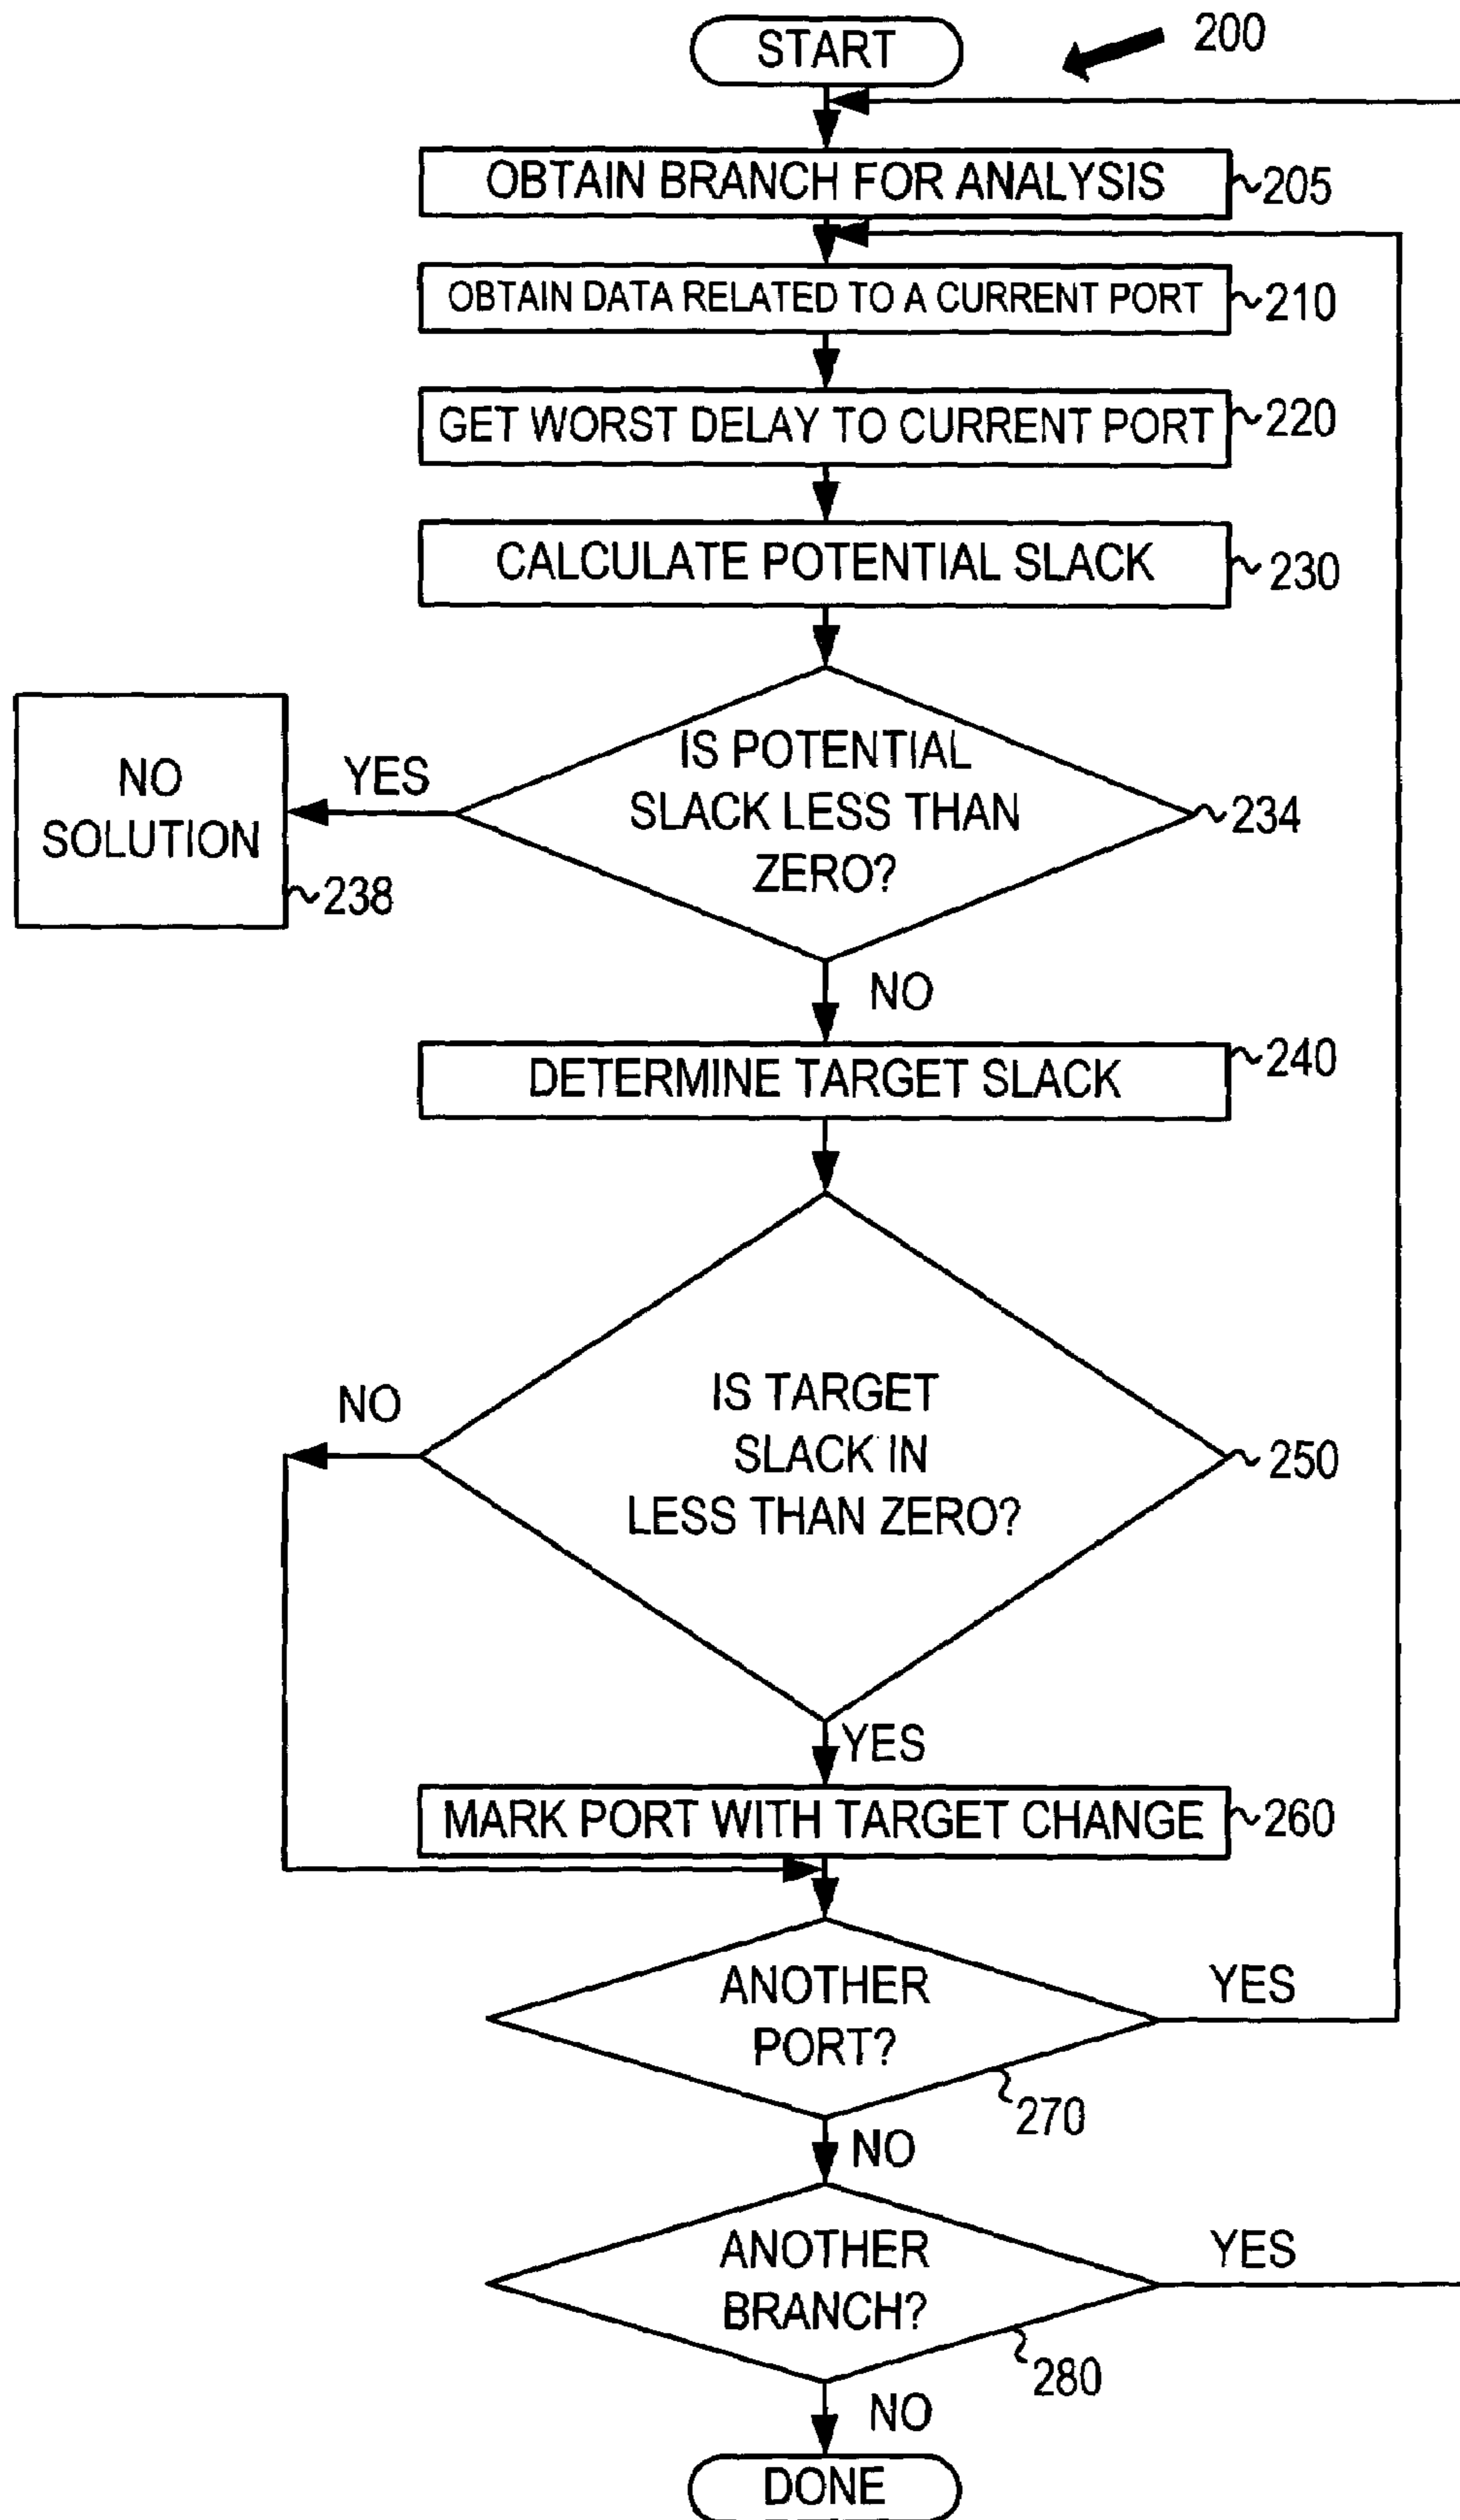 START
200
OBTAIN BRANCH FOR ANALYSIS
205
OBTAIN DATA RELATED TO A CURRENT PORT
210
GET WORST DELAY TO CURRENT PORT
220
CALCULATE POTENTIAL SLACK
230
IS POTENTIAL
SLACK LESS THAN
ZERO?
234
YES
NO
SOLUTION
238
NO
DETERMINE TARGET SLACK
240
IS TARGET
SLACK IN
LESS THAN ZERO?
250
NO
YES
MARK PORT WITH TARGET CHANGE
260
ANOTHER
PORT?
YES
270
NO
ANOTHER
BRANCH?
YES
280
NO
DONE